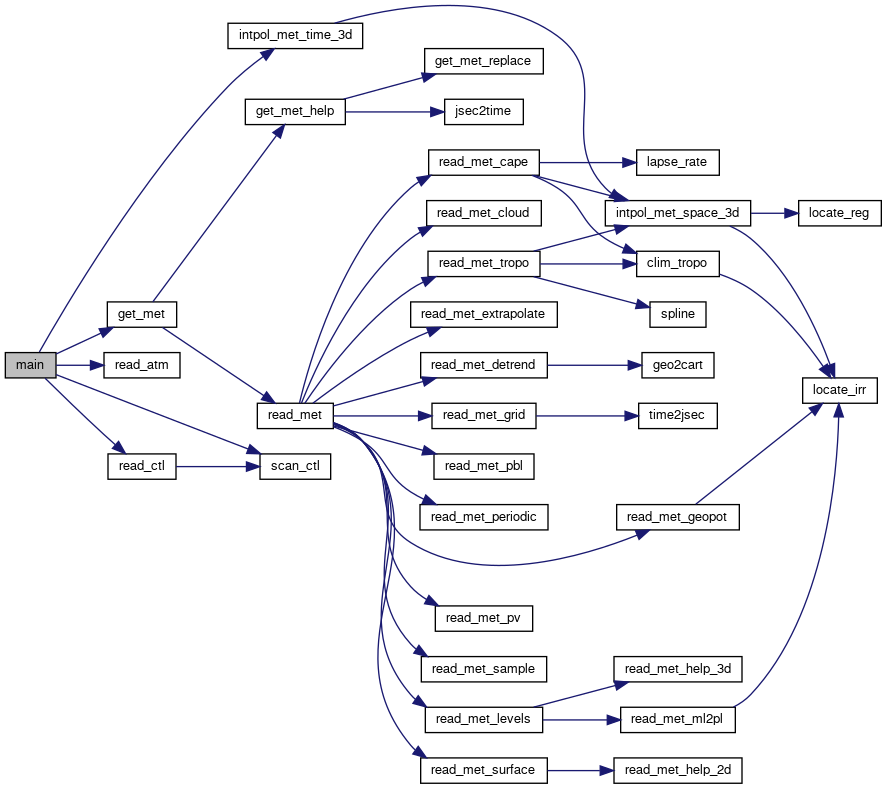 intpol_met_time_3d
get_met_replace
get_met_help
jsec2time
read_met_cape
lapse_rate
read_met_cloud
intpol_met_space_3d
locate_reg
read_met_tropo
clim_tropo
get_met
read_met_extrapolate
spline
main
read_atm
read_met_detrend
geo2cart
locate_irr
read_met
read_met_grid
time2jsec
read_ctl
scan_ctl
read_met_pbl
read_met_periodic
read_met_geopot
read_met_pv
read_met_sample
read_met_help_3d
read_met_levels
read_met_ml2pl
read_met_surface
read_met_help_2d